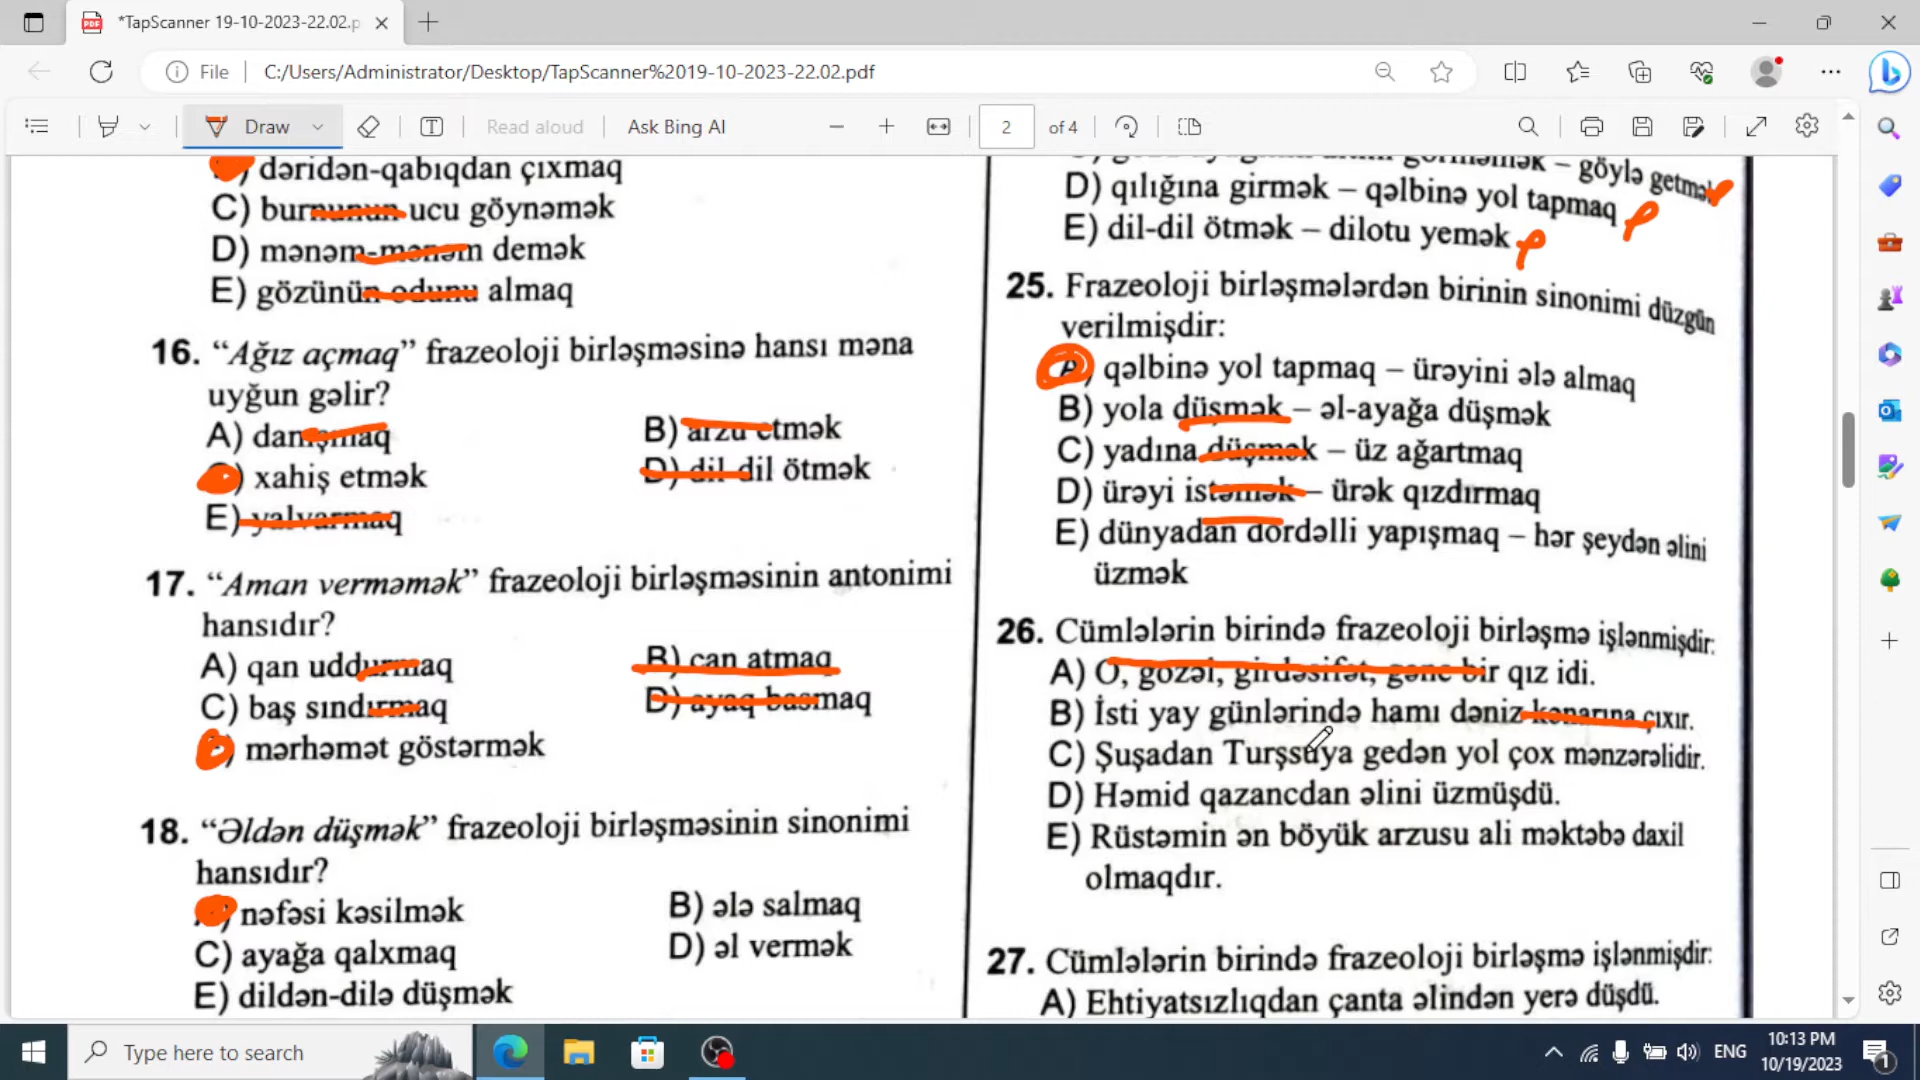 *TapScanner 19-10-2023-22.02.p
File
C:/Users/Administrator/Desktop/TapScanner%2019-10-2023-22.02.pdf
Draw
Read aloud
Ask Bing AI
2
of 4
dəridən-qabıqdan çıxmaq
C) burnunun ucu göynəmək
D) mənəm-mənəm demək
E) gözünün odunu almaq
16. “Ağız açmaq” frazeoloji birləşməsinə hansı məna
uyğun gəlir?
A) danışmaq
B) arzu etmək
C) xahiş etmək
D) dil-dil ötmək
E) yalvarmaq
17. “Aman verməmək” frazeoloji birləşməsinin antonimi
hansıdır?
A) qan uddurmaq
B) can atmaq
C) baş sındırmaq
D) ayaq basmaq
) mərhəmət göstərmək
18. “Əldən düşmək” frazeoloji birləşməsinin sinonimi
hansıdır?
) nəfəsi kəsilmək
B) ələ salmaq
C) ayağa qalxmaq
D) əl vermək
E) dildən-dilə düşmək
– göylə getmək
D) qılığına girmək – qəlbinə yol tapmaq
E) dil-dil ötmək – dilotu yemək
25. Frazeoloji birləşmələrdən birinin sinonimi düzgün
verilmişdir:
A) qəlbinə yol tapmaq – ürəyini ələ almaq
B) yola düşmək – əl-ayağa düşmək
C) yadına düşmək – üz ağartmaq
D) ürəyi istəmək – ürək qızdırmaq
E) dünyadan dördəlli yapışmaq – hər şeydən əlini
üzmək
26. Cümlələrin birində frazeoloji birləşmə işlənmişdir:
A) O, gözəl, girdəsifət, gənc bir qız idi.
B) İsti yay günlərində hamı dəniz kənarına çıxır.
C) Şuşadan Turşsuya gedən yol çox mənzərəlidir.
D) Həmid qazancdan əlini üzmüşdü.
E) Rüstəmin ən böyük arzusu ali məktəbə daxil
olmaqdır.
27. Cümlələrin birində frazeoloji birləşmə işlənmişdir:
A) Ehtiyatsızlıqdan çanta əlindən yerə düşdü.
Type here to search
ENG
10:13 PM
10/19/2023
1